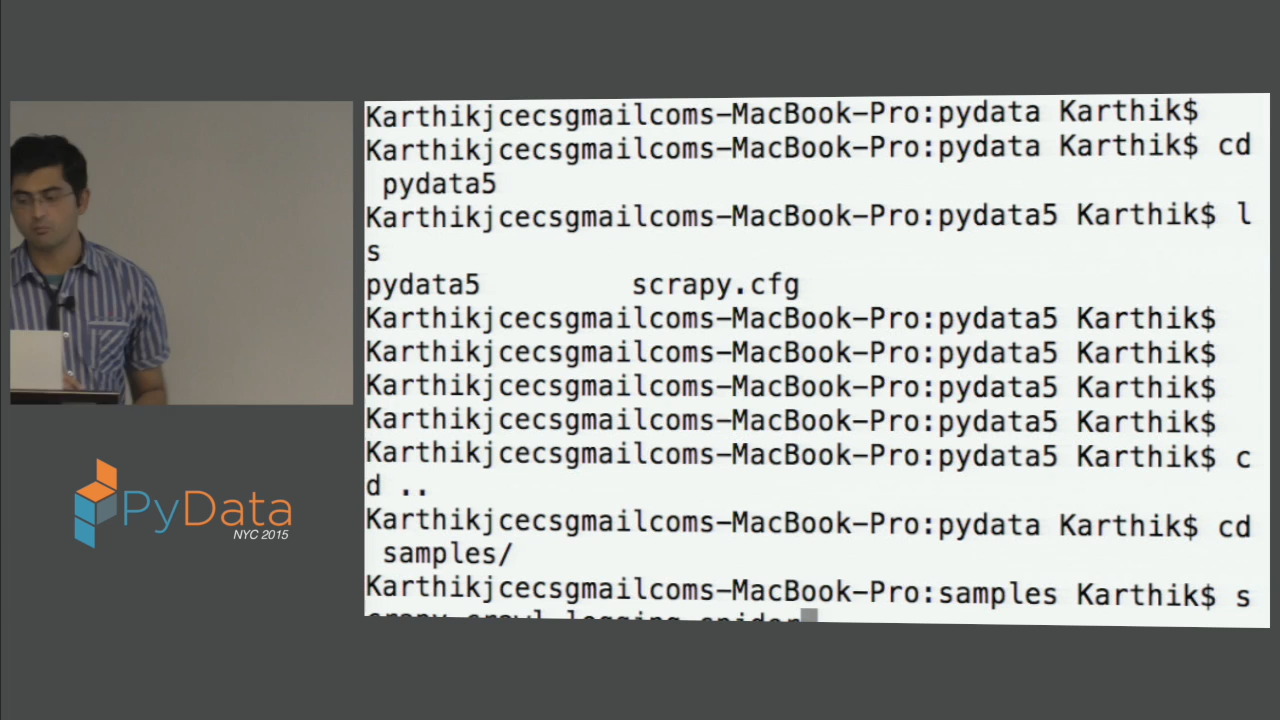 Karthikjcecsgmailcoms-MacBook-Pro:pydata Karthik$
Karthikjcecsgmailcoms-MacBook-Pro:pydata Karthik$ cd
pydata5
Karthikjcecsgmailcoms-MacBook-Pro:pydata5 Karthik$ l
s
pydata5 scrapy.cfg
Karthikjcecsgmailcoms-MacBook-Pro:pydata5 Karthik$
Karthikjcecsgmailcoms-MacBook-Pro:pydata5 Karthik$
Karthikjcecsgmailcoms-MacBook-Pro:pydata5 Karthik$
Karthikjcecsgmailcoms-MacBook-Pro:pydata5 Karthik$
Karthikjcecsgmailcoms-MacBook-Pro:pydata5 Karthik$ c
d ..
Karthikjcecsgmailcoms-MacBook-Pro:pydata Karthik$ cd
samples/
Karthikjcecsgmailcoms-MacBook-Pro:samples Karthik$ s
crapy crawl logging_spider
PyData
NYC 2015